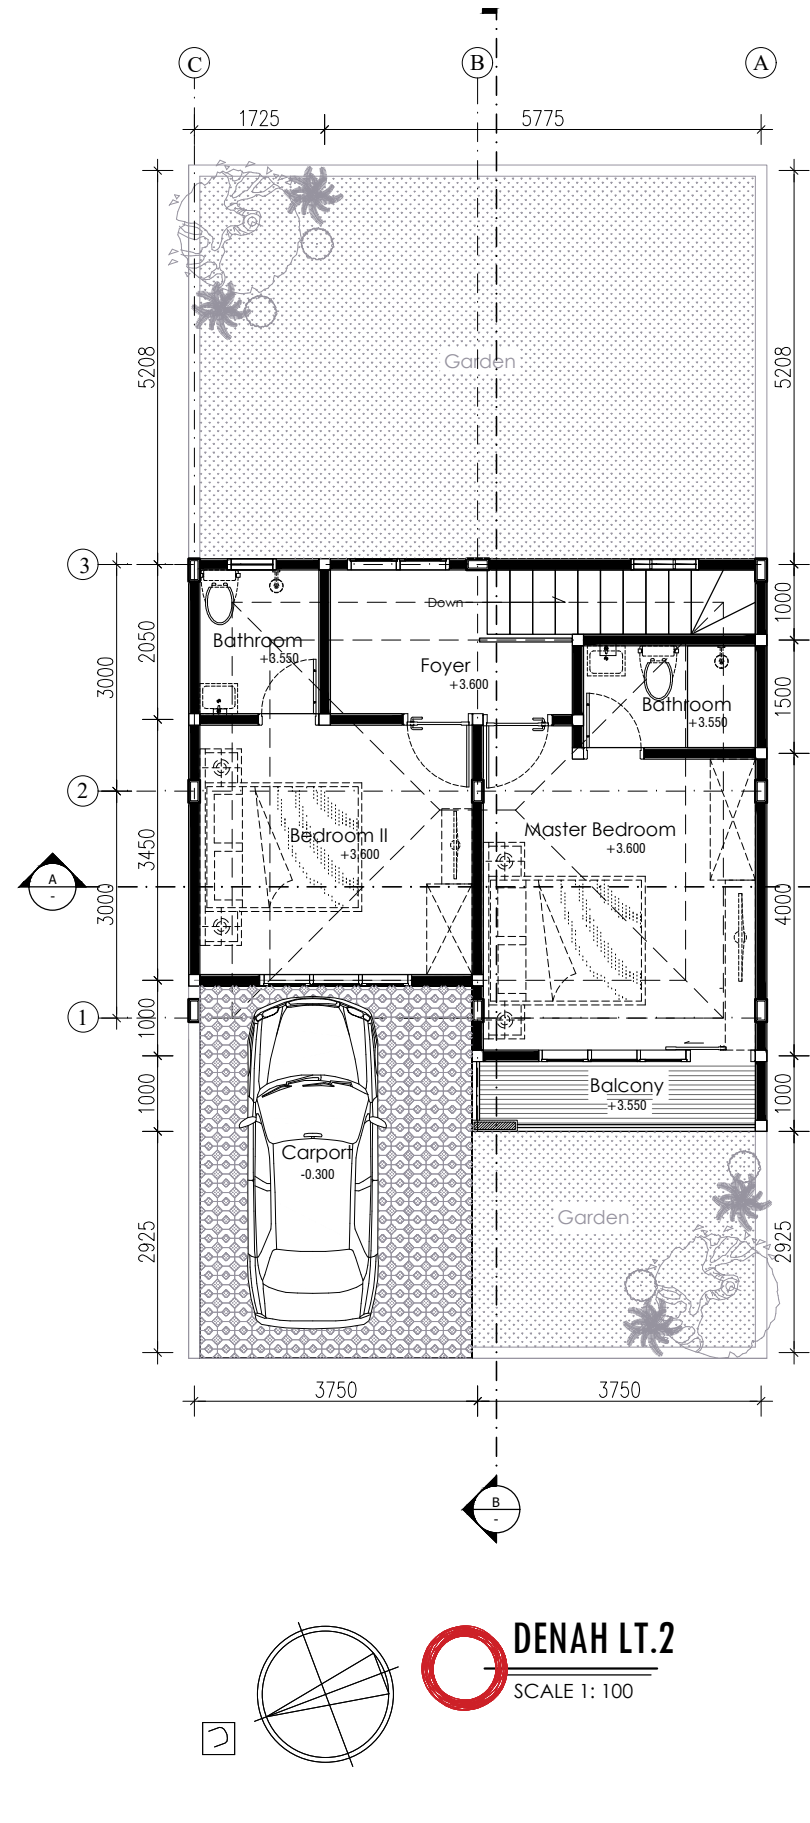 C
B
A
1725
5775
5208
5208
Garden
3
Down
1000
2050
Bathroom
+3.550
Foyer
+3.600
3000
1500
Bathroom
+3.550
2
3450
Bedroom II
+3.600
Master Bedroom
+3.600
A
-
3000
4000
1
1000
1000
Balcony
+3.550
1000
Carport
-0.300
Garden
2925
2925
3750
3750
B
-
DENAH LT.2
SCALE 1: 100
U